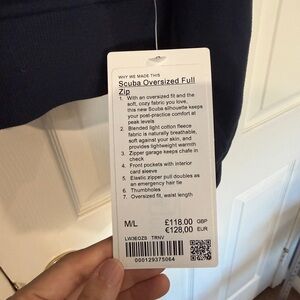 WHY WE MADE THIS
Scuba Oversized Full
Zip
1. With an oversized fit and the
soft, cozy fabric you love,
this new Scuba silhouette keeps
your post-practice comfort at
peak levels
2. Blended light cotton fleece
fabric is naturally breathable,
soft against your skin, and
provides lightweight warmth
3. Zipper garage keeps chafe in
check
4. Front pockets with interior
card sleeve
5. Elastic zipper pull doubles as
an emergency hair tie
6. Thumbholes
7. Oversized fit, waist length
M/L £118.00 GBP
€128,00 EUR
LW3EOZS TRNV
000129375064